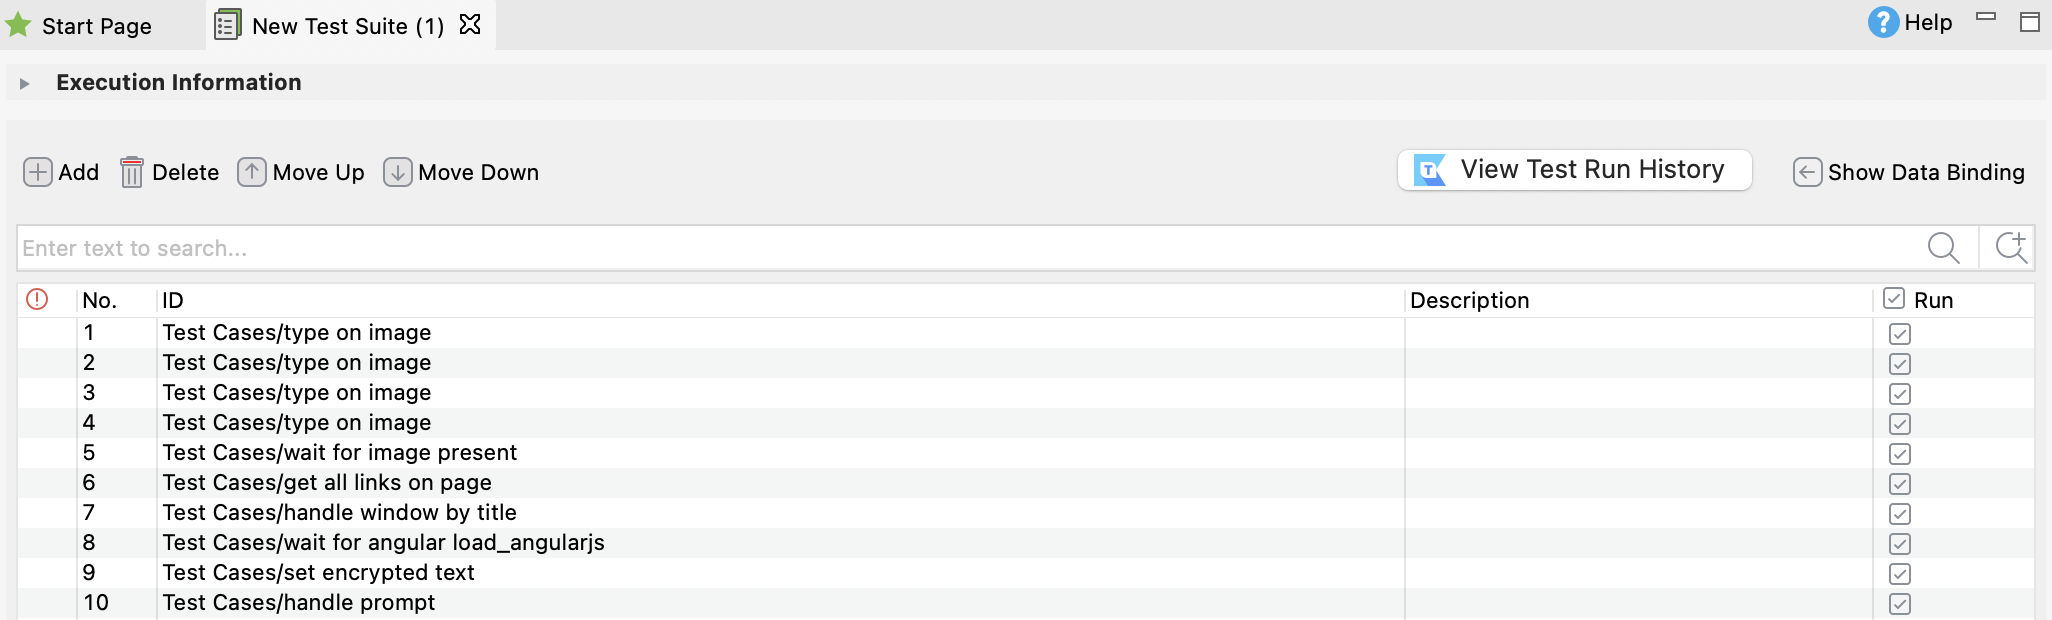 Start Page New Test Suite (1) Help
Execution Information
Add Delete Move Up Move Down View Test Run History Show Data Binding
Enter text to search...
No. ID Description Run
1 Test Cases/type on image
2 Test Cases/type on image
3 Test Cases/type on image
4 Test Cases/type on image
5 Test Cases/wait for image present
6 Test Cases/get all links on page
7 Test Cases/handle window by title
8 Test Cases/wait for angular load_angularjs
9 Test Cases/set encrypted text
10 Test Cases/handle prompt